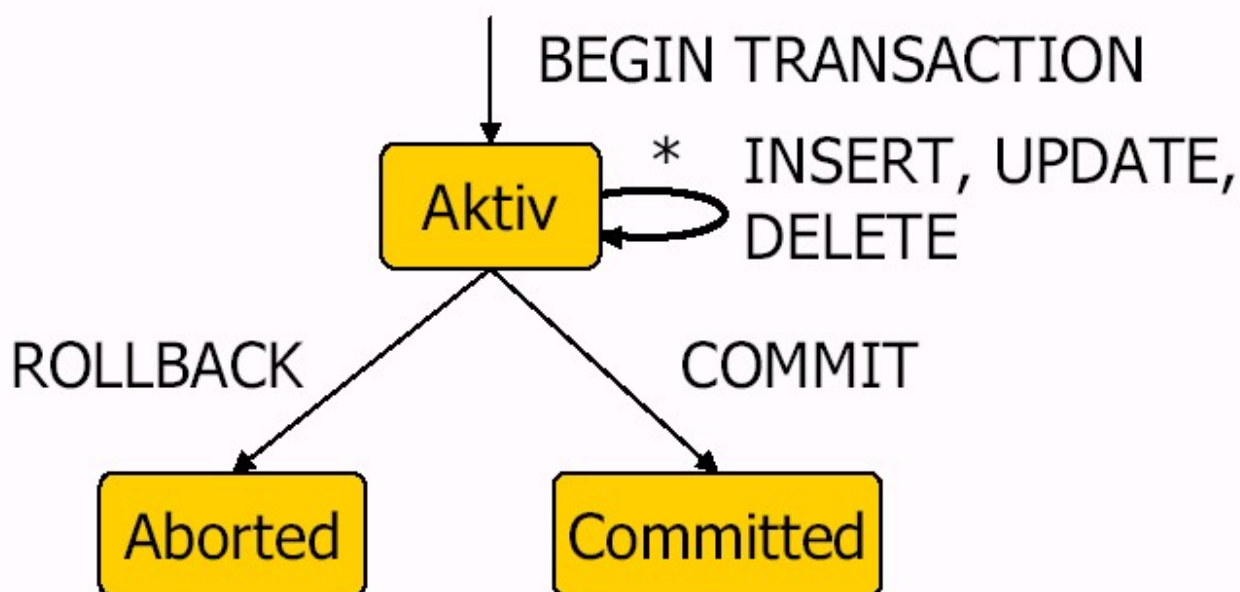 BEGIN TRANSACTION
*
INSERT, UPDATE,
DELETE
Aktiv
ROLLBACK
COMMIT
Aborted
Committed